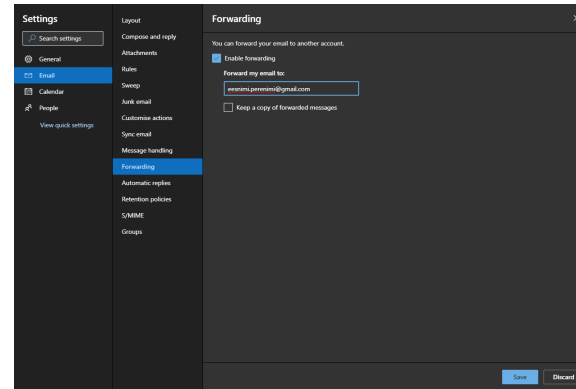 Settings
Search settings
General
Email
Calendar
People
View quick settings
Layout
Compose and reply
Attachments
Rules
Sweep
Junk email
Customise actions
Sync email
Message handling
Forwarding
Automatic replies
Retention policies
S/MIME
Groups
Forwarding
You can forward your email to another account.
Enable forwarding
Forward my email to:
eesnimi.perenimi@gmail.com
Keep a copy of forwarded messages
Save
Discard